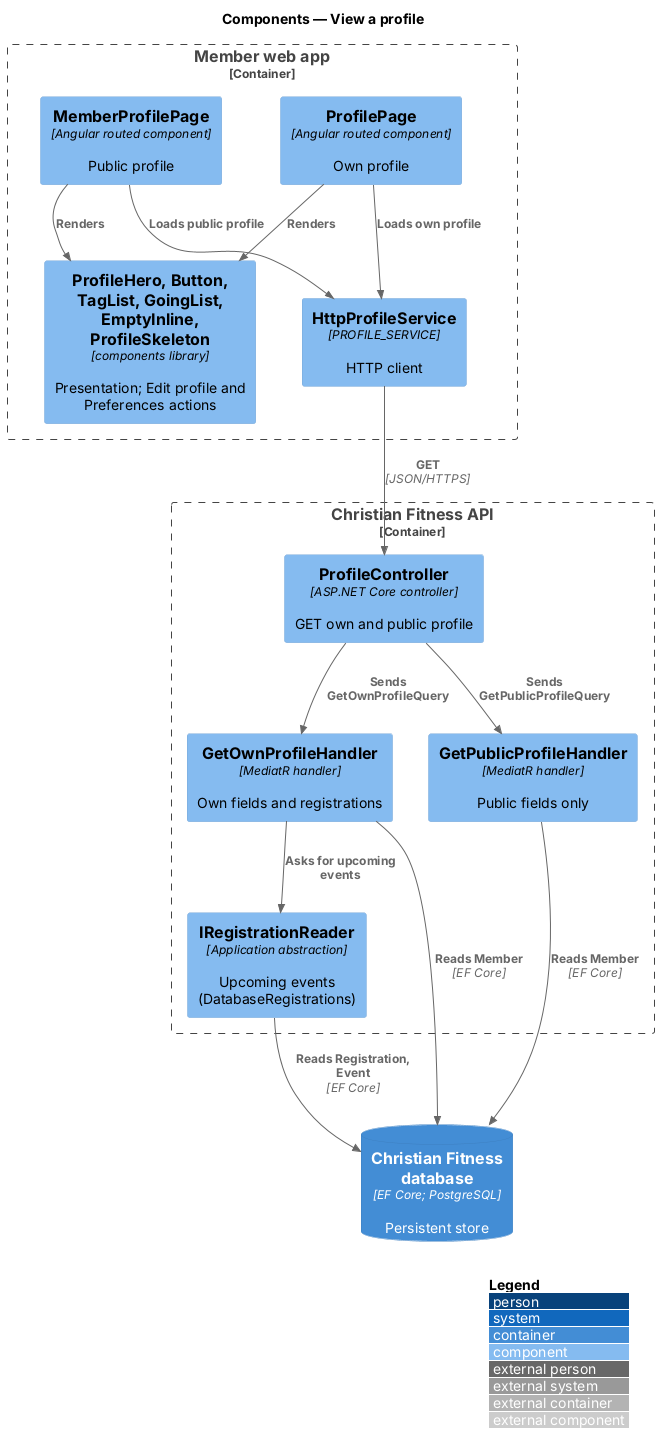 Components — View a profile
Member web app
[Container]
MemberProfilePage
[Angular routed component]
Public profile
ProfilePage
[Angular routed component]
Own profile
Renders
Loads public profile
Renders
Loads own profile
ProfileHero, Button,
TagList, GoingList,
EmptyInline,
ProfileSkeleton
[components library]
Presentation; Edit profile and
Preferences actions
HttpProfileService
[PROFILE_SERVICE]
HTTP client
GET
[JSON/HTTPS]
Christian Fitness API
[Container]
ProfileController
[ASP.NET Core controller]
GET own and public profile
Sends
GetOwnProfileQuery
Sends
GetPublicProfileQuery
GetOwnProfileHandler
[MediatR handler]
Own fields and registrations
GetPublicProfileHandler
[MediatR handler]
Public fields only
Asks for upcoming
events
IRegistrationReader
[Application abstraction]
Upcoming events
(DatabaseRegistrations)
Reads Member
[EF Core]
Reads Member
[EF Core]
Reads Registration,
Event
[EF Core]
Christian Fitness
database
[EF Core; PostgreSQL]
Persistent store
Legend
person
system
container
component
external person
external system
external container
external component